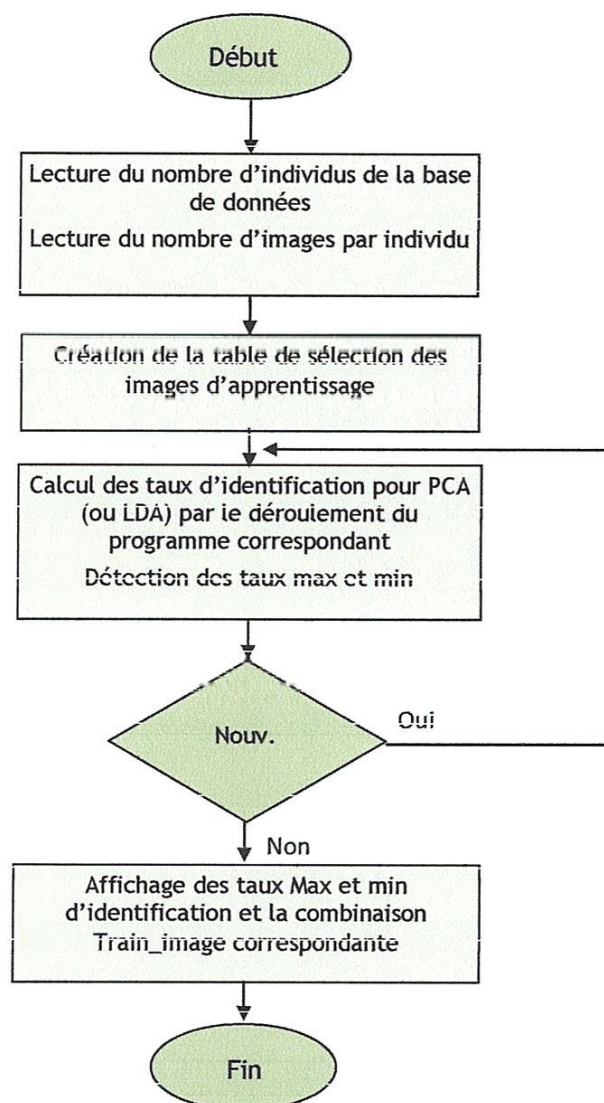 Début
Lecture du nombre d'individus de la base
de données
Lecture du nombre d'images par individu
Création de la table de sélection des
images d'apprentissage
Calcul des taux d'identification pour PCA
(ou LDA) par le déroulement du
programme correspondant
Détection des taux max et min
Nouv.
Oui
Non
Affichage des taux Max et min
d'identification et la combinaison
Train_image correspondante
Fin